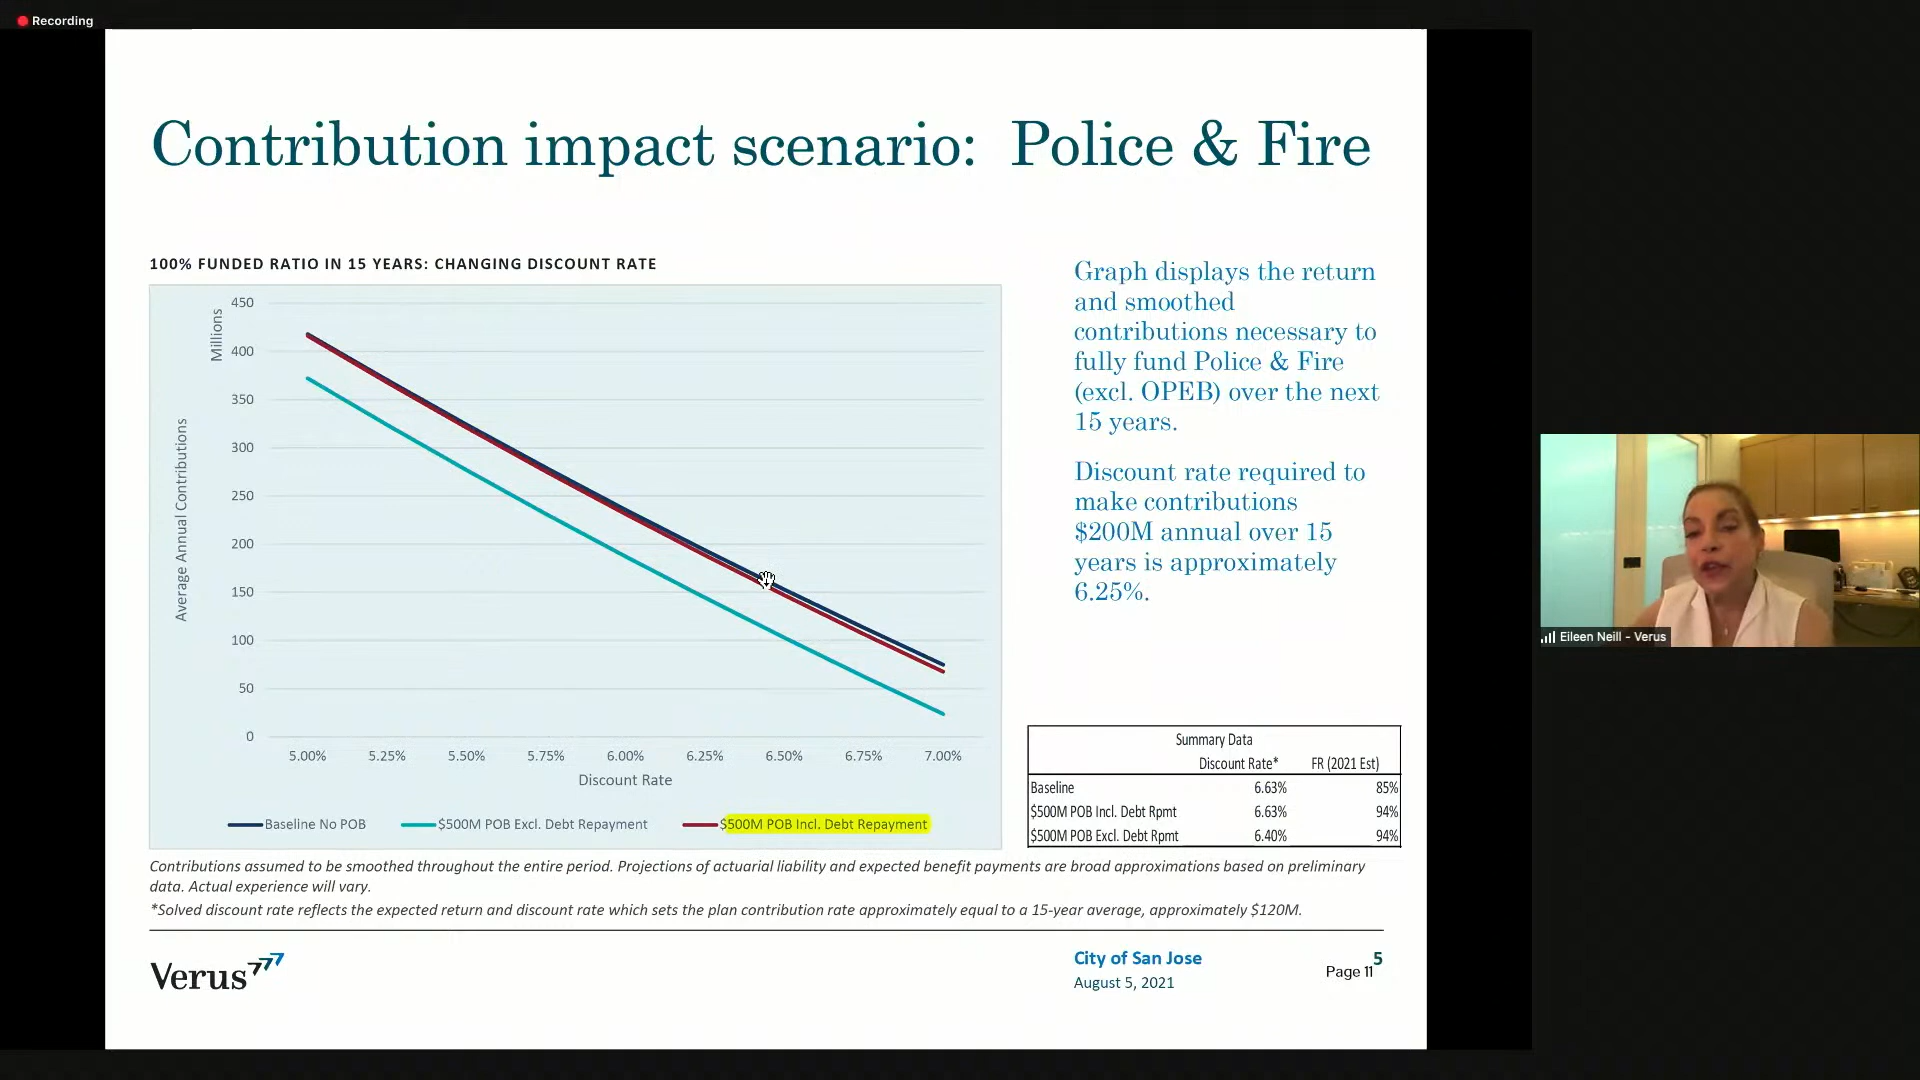 Recording
Contribution impact scenario: Police & Fire
100% FUNDED RATIO IN 15 YEARS: CHANGING DISCOUNT RATE
Millions
Average Annual Contributions
450
400
350
300
250
200
150
100
50
0
5.00% 5.25% 5.50% 5.75% 6.00% 6.25% 6.50% 6.75% 7.00%
Discount Rate
Baseline No POB $500M POB Excl. Debt Repayment $500M POB Incl. Debt Repayment
Graph displays the return
and smoothed
contributions necessary to
fully fund Police & Fire
(excl. OPEB) over the next
15 years.
Discount rate required to
make contributions
$200M annual over 15
years is approximately
6.25%.
Summary Data
Discount Rate* FR (2021 Est)
Baseline 6.63% 85%
$500M POB Incl. Debt Rpmt 6.63% 94%
$500M POB Excl. Debt Rpmt 6.40% 94%
Contributions assumed to be smoothed throughout the entire period. Projections of actuarial liability and expected benefit payments are broad approximations based on preliminary
data. Actual experience will vary.
*Solved discount rate reflects the expected return and discount rate which sets the plan contribution rate approximately equal to a 15-year average, approximately $120M.
Verus
City of San Jose
August 5, 2021
5
Page 11
Eileen Neill - Verus